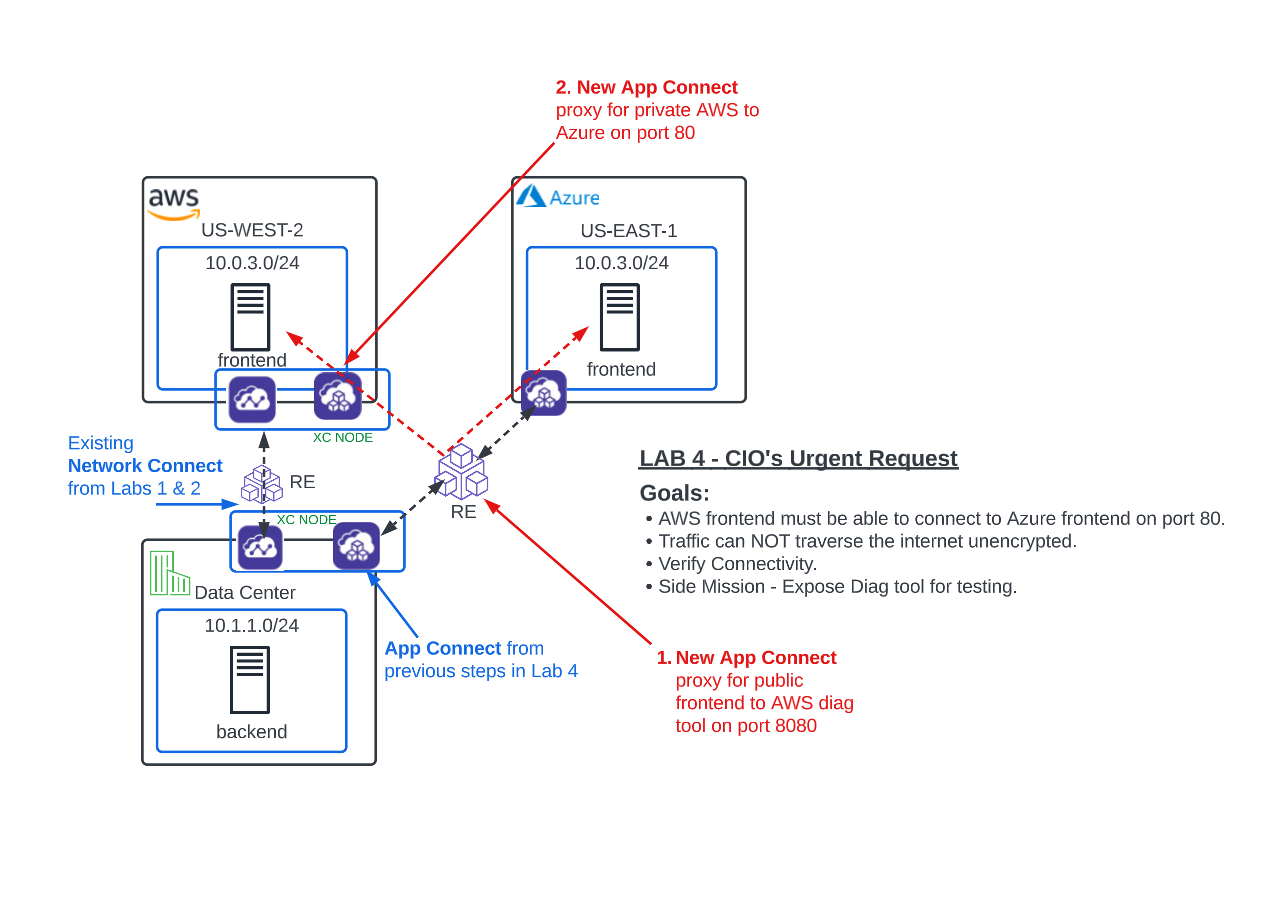 2. New App Connect
proxy for private AWS to
Azure on port 80
aws
US-WEST-2
10.0.3.0/24
frontend
XC NODE
Azure
US-EAST-1
10.0.3.0/24
frontend
Existing
Network Connect
from Labs 1 & 2
RE
RE
XC NODE
Data Center
10.1.1.0/24
backend
App Connect from
previous steps in Lab 4
LAB 4 - CIO's Urgent Request
Goals:
• AWS frontend must be able to connect to Azure frontend on port 80.
• Traffic can NOT traverse the internet unencrypted.
• Verify Connectivity.
• Side Mission - Expose Diag tool for testing.
1. New App Connect
proxy for public
frontend to AWS diag
tool on port 8080